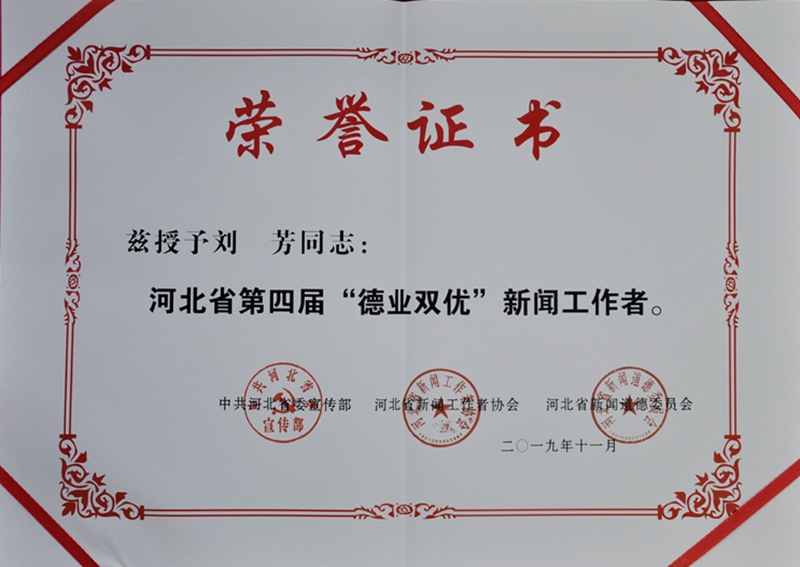 荣誉证书
兹授予刘　芳同志：
河北省第四届“德业双优”新闻工作者。
中共河北省委宣传部　河北省新闻工作者协会　河北省新闻道德委员会
二〇一九年十一月